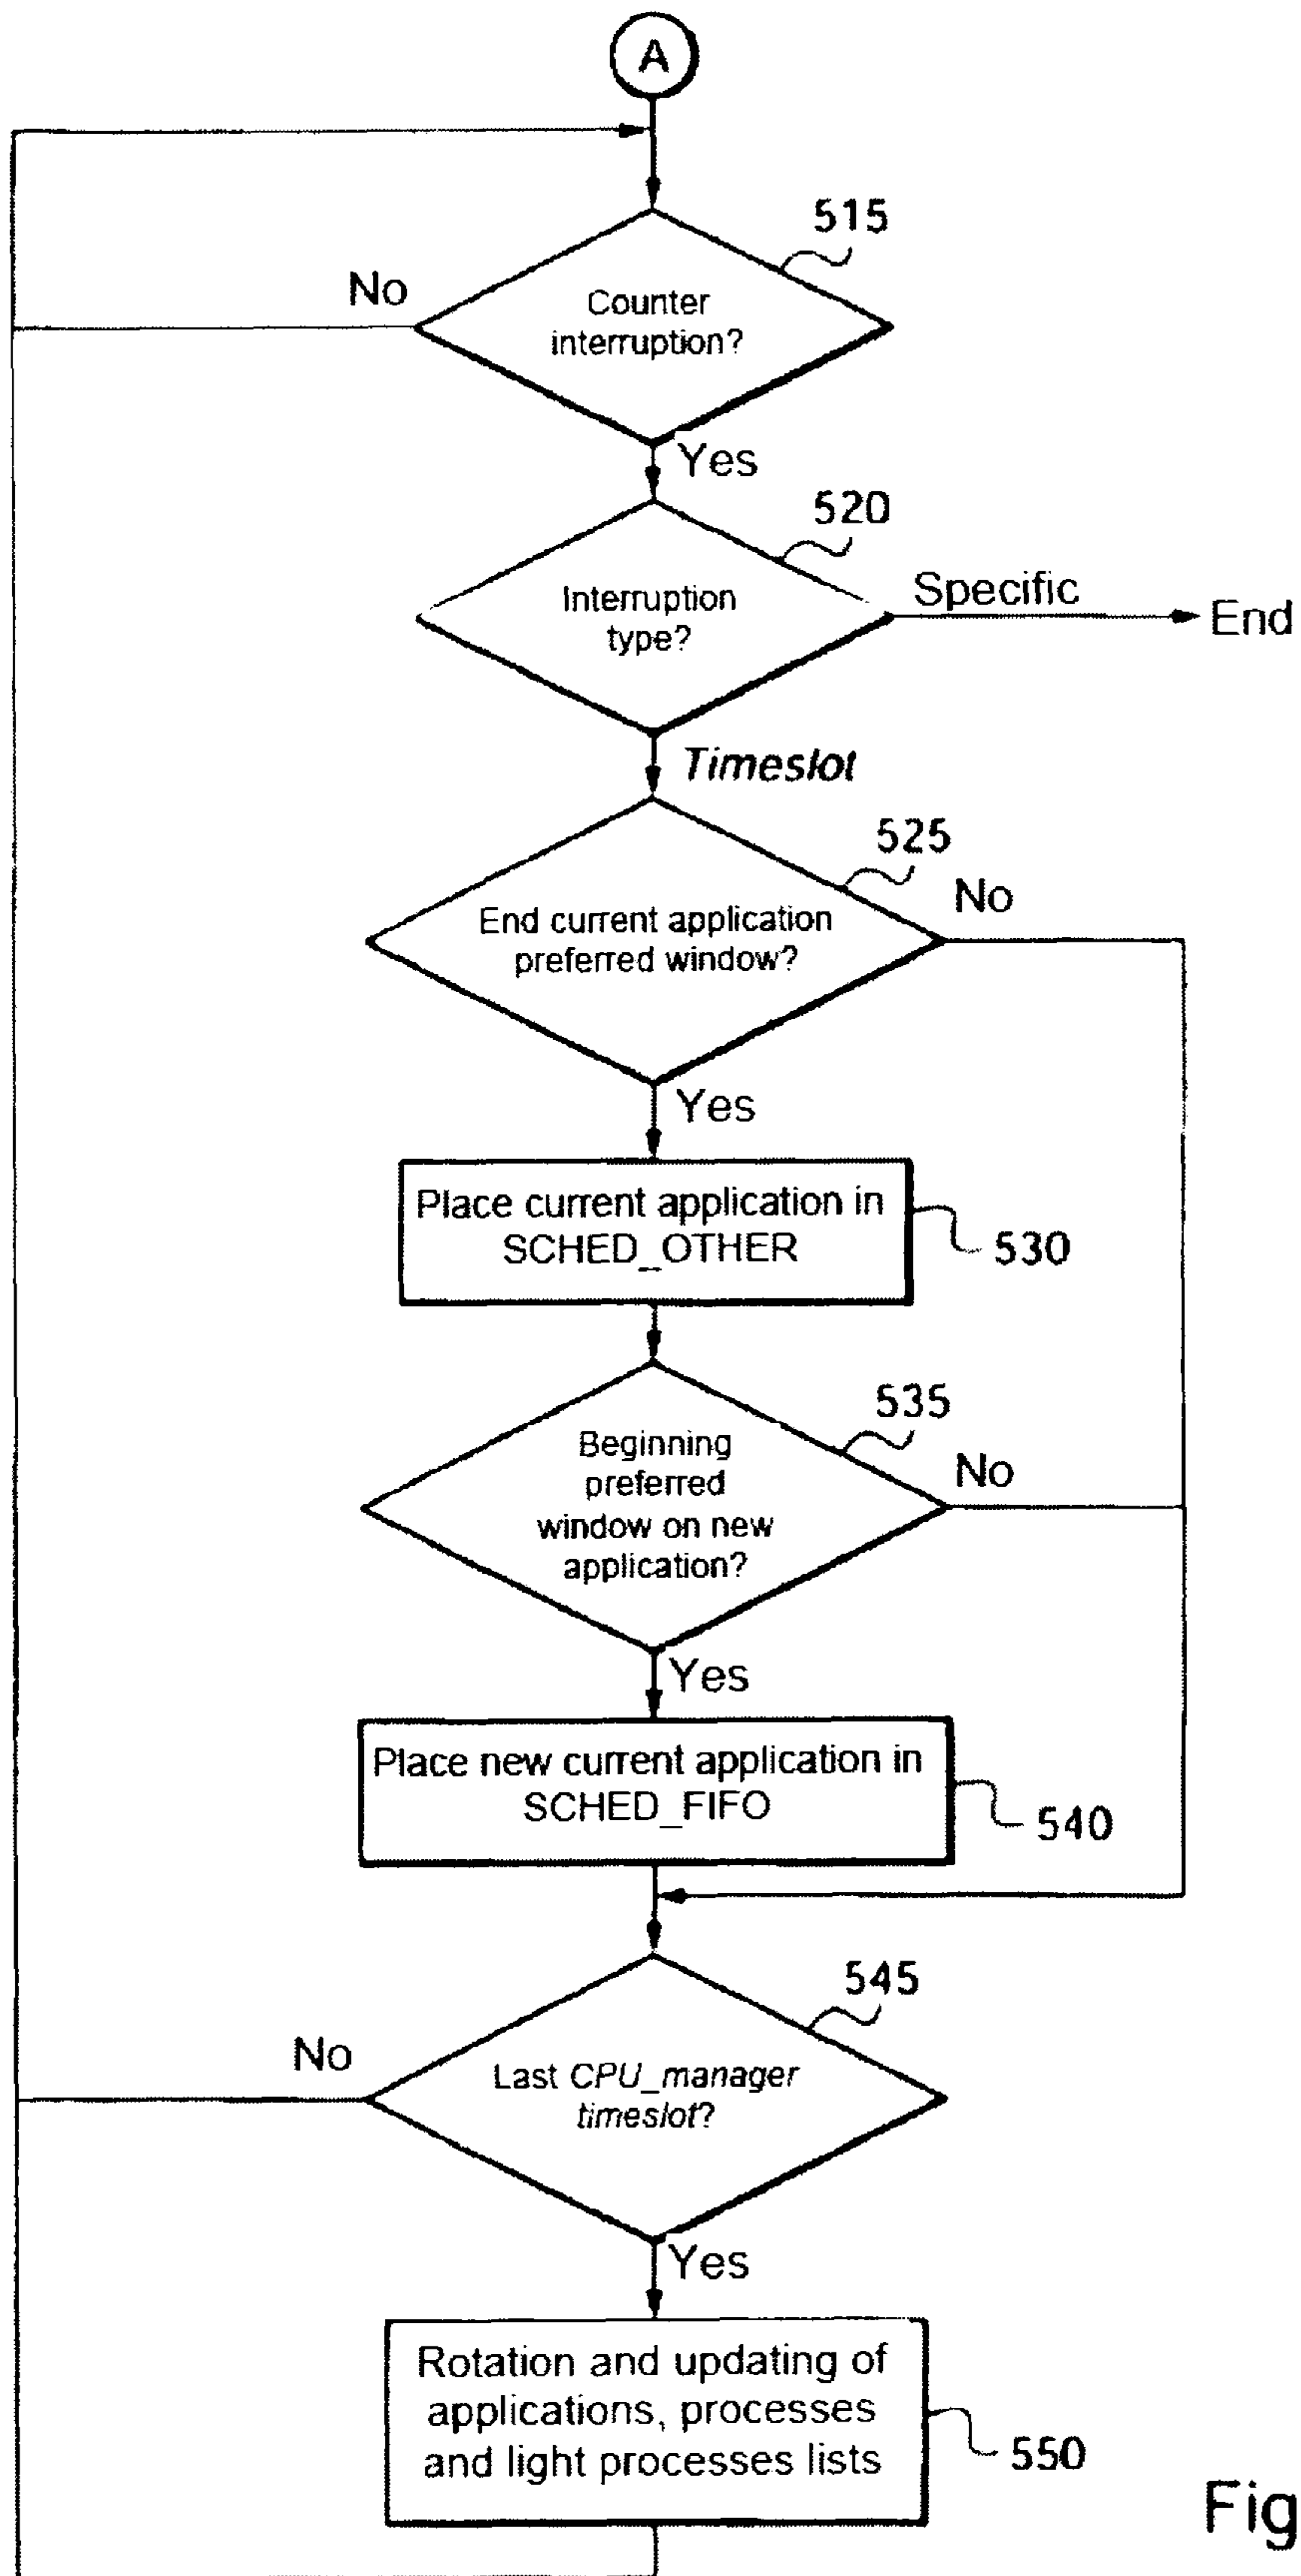 A
515
No
Counter
interruption?
Yes
520
Interruption
type?
Specific
End
Timeslot
525
No
End current application
preferred window?
Yes
Place current application in
SCHED_OTHER
530
535
No
Beginning
preferred
window on new
application?
Yes
Place new current application in
SCHED_FIFO
540
545
No
Last CPU_manager
timeslot?
Yes
Rotation and updating of
applications, processes
and light processes lists
550
Fig